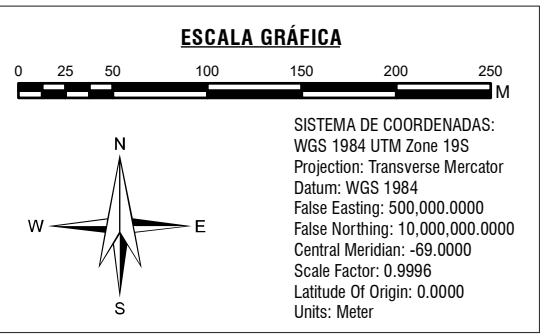 ESCALA GRÁFICA
0 25 50 100 150 200 250
M
N
W E
S
SISTEMA DE COORDENADAS:
WGS 1984 UTM Zone 19S
Projection: Transverse Mercator
Datum: WGS 1984
False Easting: 500,000.0000
False Northing: 10,000,000.0000
Central Meridian: -69.0000
Scale Factor: 0.9996
Latitude Of Origin: 0.0000
Units: Meter